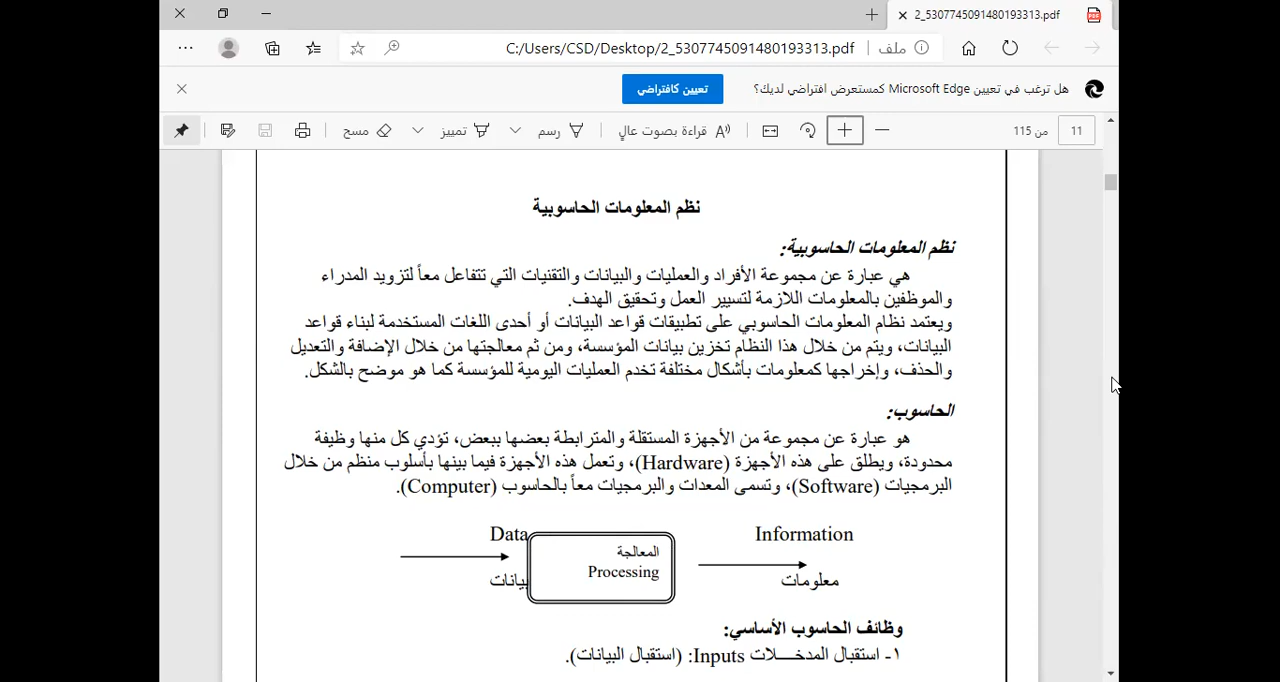 2_5307745091480193313.pdf
C:/Users/CSD/Desktop/2_5307745091480193313.pdf | ملف
هل ترغب في تعيين Microsoft Edge كمستعرض افتراضي لديك؟ تعيين كافتراضي
11 من 115 قراءة بصوت عالٍ رسم تمييز مسح
نظم المعلومات الحاسوبية
نظم المعلومات الحاسوبية:
هي عبارة عن مجموعة الأفراد والعمليات والبيانات والتقنيات التي تتفاعل معاً لتزويد المدراء
والموظفين بالمعلومات اللازمة لتسيير العمل وتحقيق الهدف.
ويعتمد نظام المعلومات الحاسوبي على تطبيقات قواعد البيانات أو أحدى اللغات المستخدمة لبناء قواعد
البيانات، ويتم من خلال هذا النظام تخزين بيانات المؤسسة، ومن ثم معالجتها من خلال الإضافة والتعديل
والحذف، وإخراجها كمعلومات بأشكال مختلفة تخدم العمليات اليومية للمؤسسة كما هو موضح بالشكل.
الحاسوب:
هو عبارة عن مجموعة من الأجهزة المستقلة والمترابطة بعضها ببعض، تؤدي كل منها وظيفة
محدودة، ويطلق على هذه الأجهزة (Hardware)، وتعمل هذه الأجهزة فيما بينها بأسلوب منظم من خلال
البرمجيات (Software)، وتسمى المعدات والبرمجيات معاً بالحاسوب (Computer).
Data
بيانات
المعالجة
Processing
Information
معلومات
وظائف الحاسوب الأساسي:
١- استقبال المدخـــلات Inputs: (استقبال البيانات).